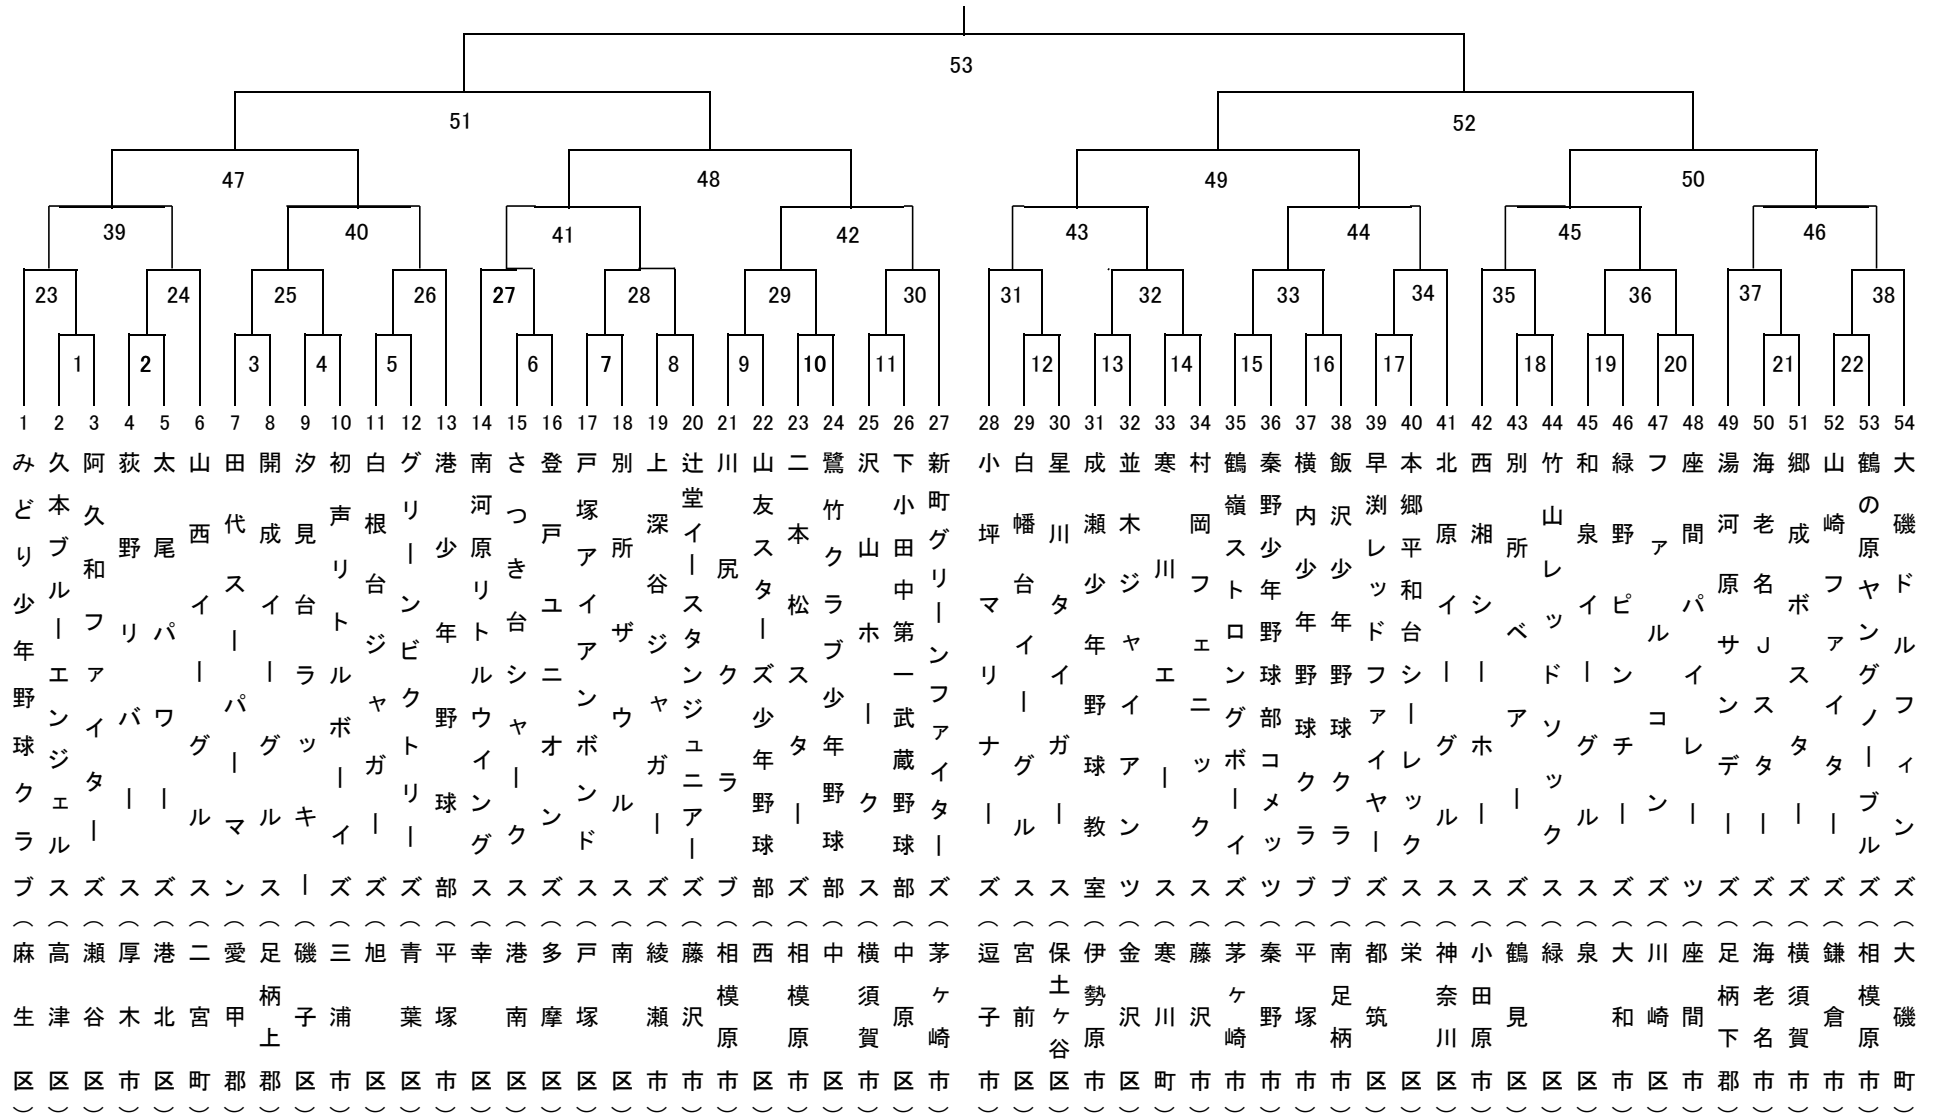 53
51
52
47
48
49
50
39
40
41
42
43
44
45
46
23
24
25
26
27
28
29
30
31
32
33
34
35
36
37
38
1
2
3
4
5
6
7
8
9
10
11
12
13
14
15
16
17
18
19
20
21
22
1 みどり少年野球クラブ(麻生区)
2 久本ブルーエンジェルス(高津区)
3 阿久和ファイターズ(瀬谷区)
4 荻野リバース(厚木市)
5 太尾パワーズ(港北区)
6 山西イーグルス(二宮町)
7 田代スーパーマン(愛甲郡)
8 開成イーグルス(足柄上郡)
9 汐見台ラッキー(磯子区)
10 初声リトルボーイズ(三浦市)
11 白根台ジャガーズ(旭区)
12 グリーンビクトリーズ(青葉区)
13 港少年野球部(平塚市)
14 南河原リトルウイングス(幸区)
15 さつき台シャークス(港南区)
16 登戸ユニオンズ(多摩区)
17 戸塚アイアンボンドス(戸塚区)
18 別所ザウルス(南区)
19 上深谷ジャガーズ(綾瀬市)
20 辻堂イースタンジュニアーズ(藤沢市)
21 川尻クラブ(相模原市)
22 山友スターズ少年野球部(西区)
23 二本松スターズ(相模原市)
24 鷺竹クラブ少年野球部(中区)
25 沢山ホークス(横須賀市)
26 下小田中第一武蔵野球部(中原区)
27 新町グリーンファイターズ(茅ヶ崎市)
28 小坪マリナーズ(逗子市)
29 白幡台イーグルス(宮前区)
30 星川タイガース(保土ヶ谷区)
31 成瀬少年野球教室(伊勢原市)
32 並木ジャイアンツ(金沢区)
33 寒川エース(寒川町)
34 村岡フェニックス(藤沢市)
35 鶴嶺ストロングボーイズ(茅ヶ崎市)
36 秦野少年野球部コメッツ(秦野市)
37 横内少年野球クラブ(平塚市)
38 飯沢少年野球クラブ(南足柄市)
39 早渕レッドファイヤーズ(都筑区)
40 本郷平和台シーレックス(栄区)
41 北原イーグルス(神奈川区)
42 西湘シーホース(小田原市)
43 別所ベアーズ(鶴見区)
44 竹山レッドソックス(緑区)
45 和泉イーグルス(泉区)
46 緑野ピンチーズ(大和市)
47 ファルコンズ(川崎区)
48 座間パイレーツ(座間市)
49 湯河原サンデーズ(足柄下郡)
50 海老名Jスターズ(海老名市)
51 郷成ボスターズ(横須賀市)
52 山崎ファイターズ(鎌倉市)
53 鶴の原ヤングノーブルズ(相模原市)
54 大磯ドルフィンズ(大磯町)